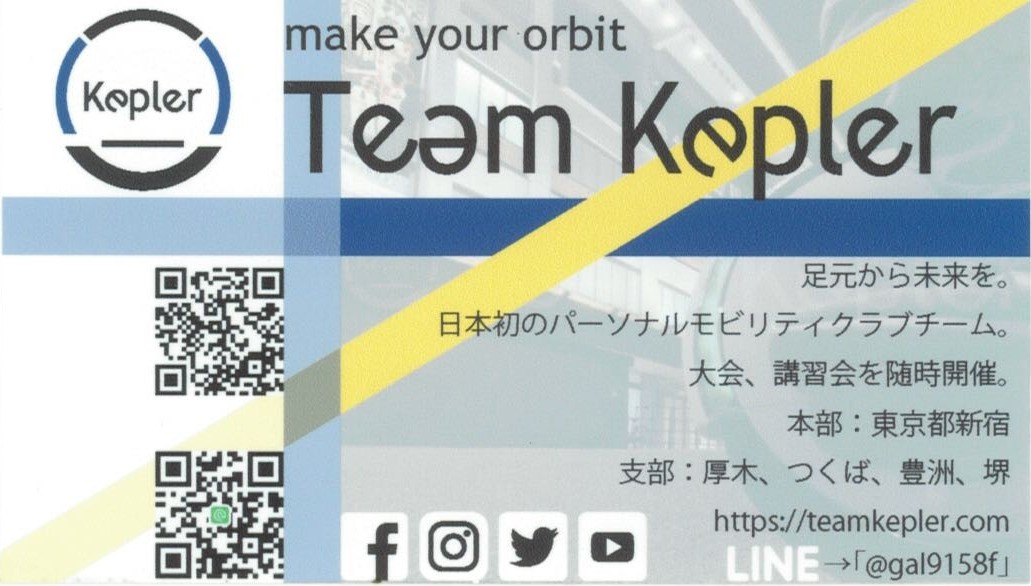 make your orbit
Kepler
Team Kepler
足元から未来を。
日本初のパーソナルモビリティクラブチーム。
大会、講習会を随時開催。
本部：東京都新宿
支部：厚木、つくば、豊洲、堺
https://teamkepler.com
LINE→「@gal9158f」